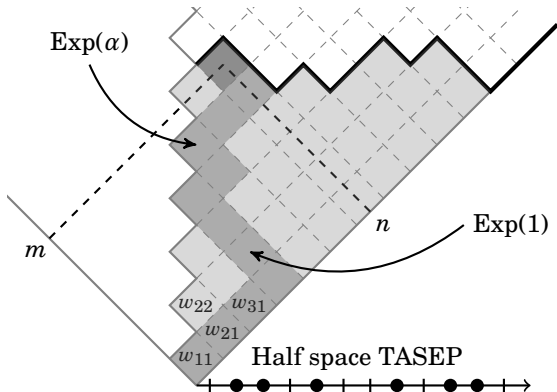 Exp(α)
n
m
Exp(1)
w₂₂ w₃₁
w₂₁
w₁₁
Half space TASEP